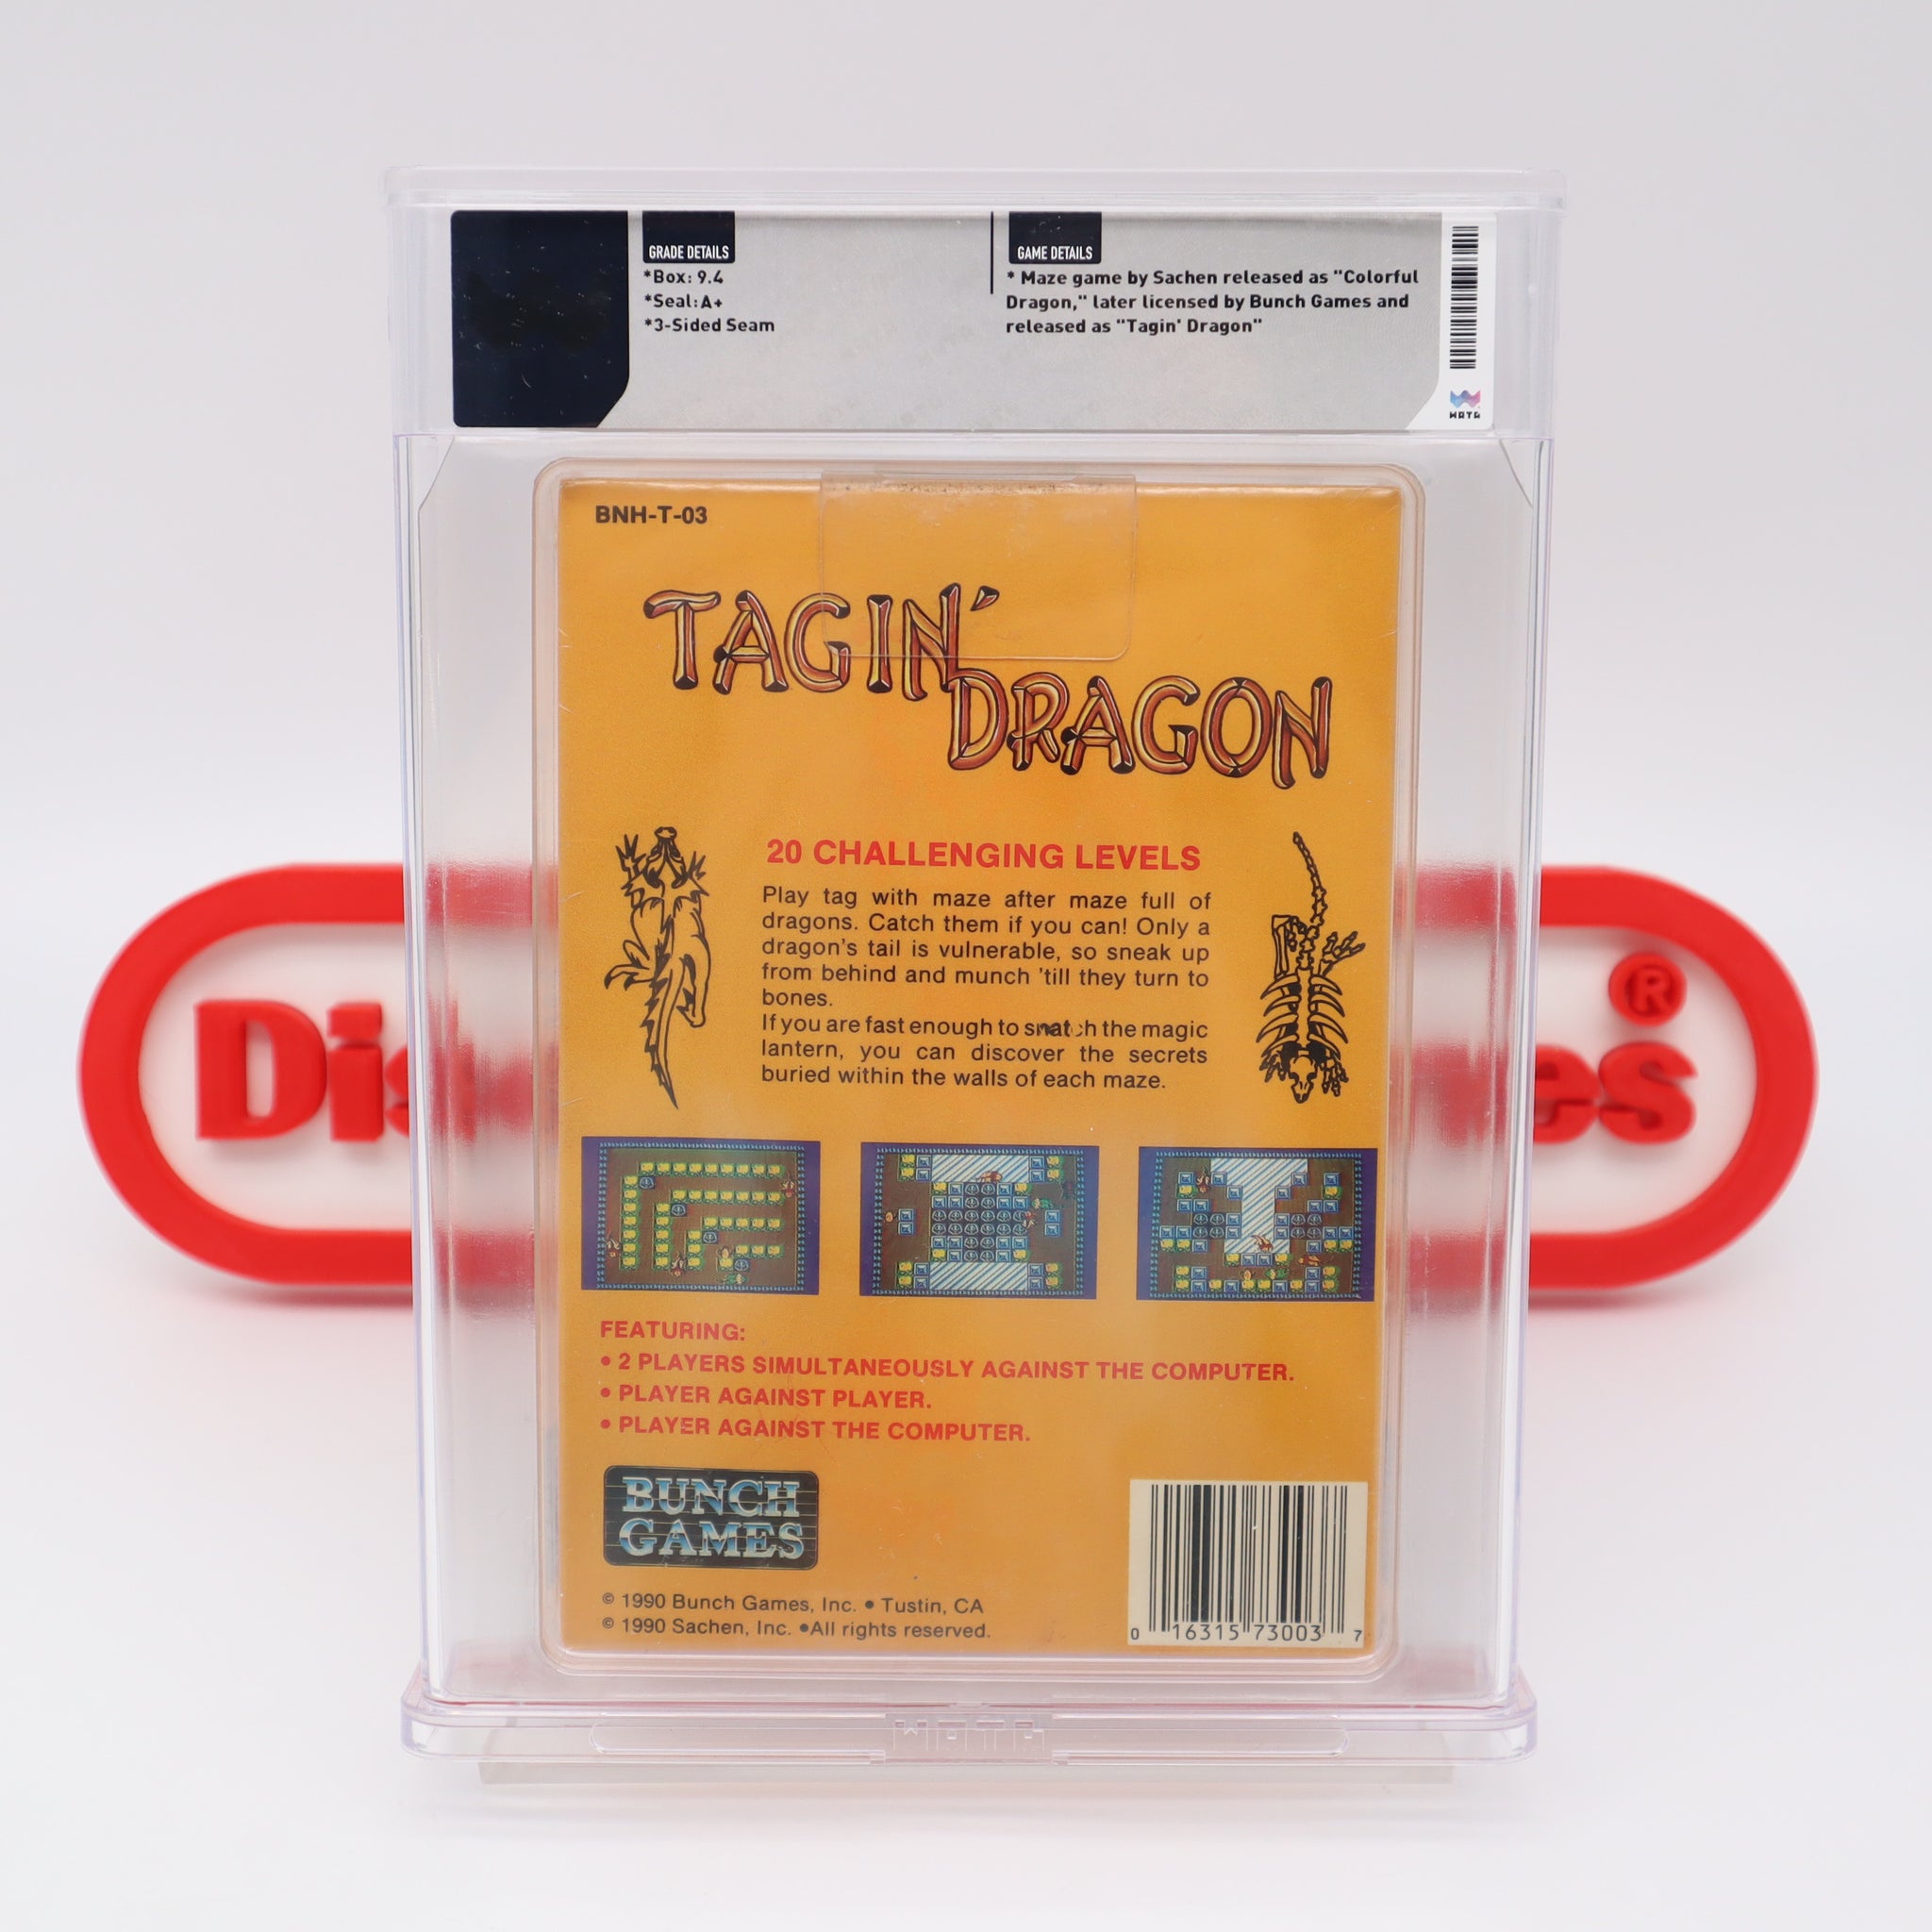 GRADE DETAILS
*Box: 9.4
*Seal:A+
*3-Sided Seam
GAME DETAILS
* Maze game by Sachen released as "Colorful
Dragon," later licensed by Bunch Games and
released as "Tagin' Dragon"
WATA
BNH-T-03
TAGIN'
DRAGON
20 CHALLENGING LEVELS
Play tag with maze after maze full of
dragons. Catch them if you can! Only a
dragon's tail is vulnerable, so sneak up
from behind and munch 'till they turn to
bones.
If you are fast enough to snatch the magic
lantern, you can discover the secrets
buried within the walls of each maze.
FEATURING:
• 2 PLAYERS SIMULTANEOUSLY AGAINST THE COMPUTER.
• PLAYER AGAINST PLAYER.
• PLAYER AGAINST THE COMPUTER.
BUNCH
GAMES
© 1990 Bunch Games, Inc. • Tustin, CA
© 1990 Sachen, Inc. •All rights reserved.
0 16315 73003 7
WATA
®